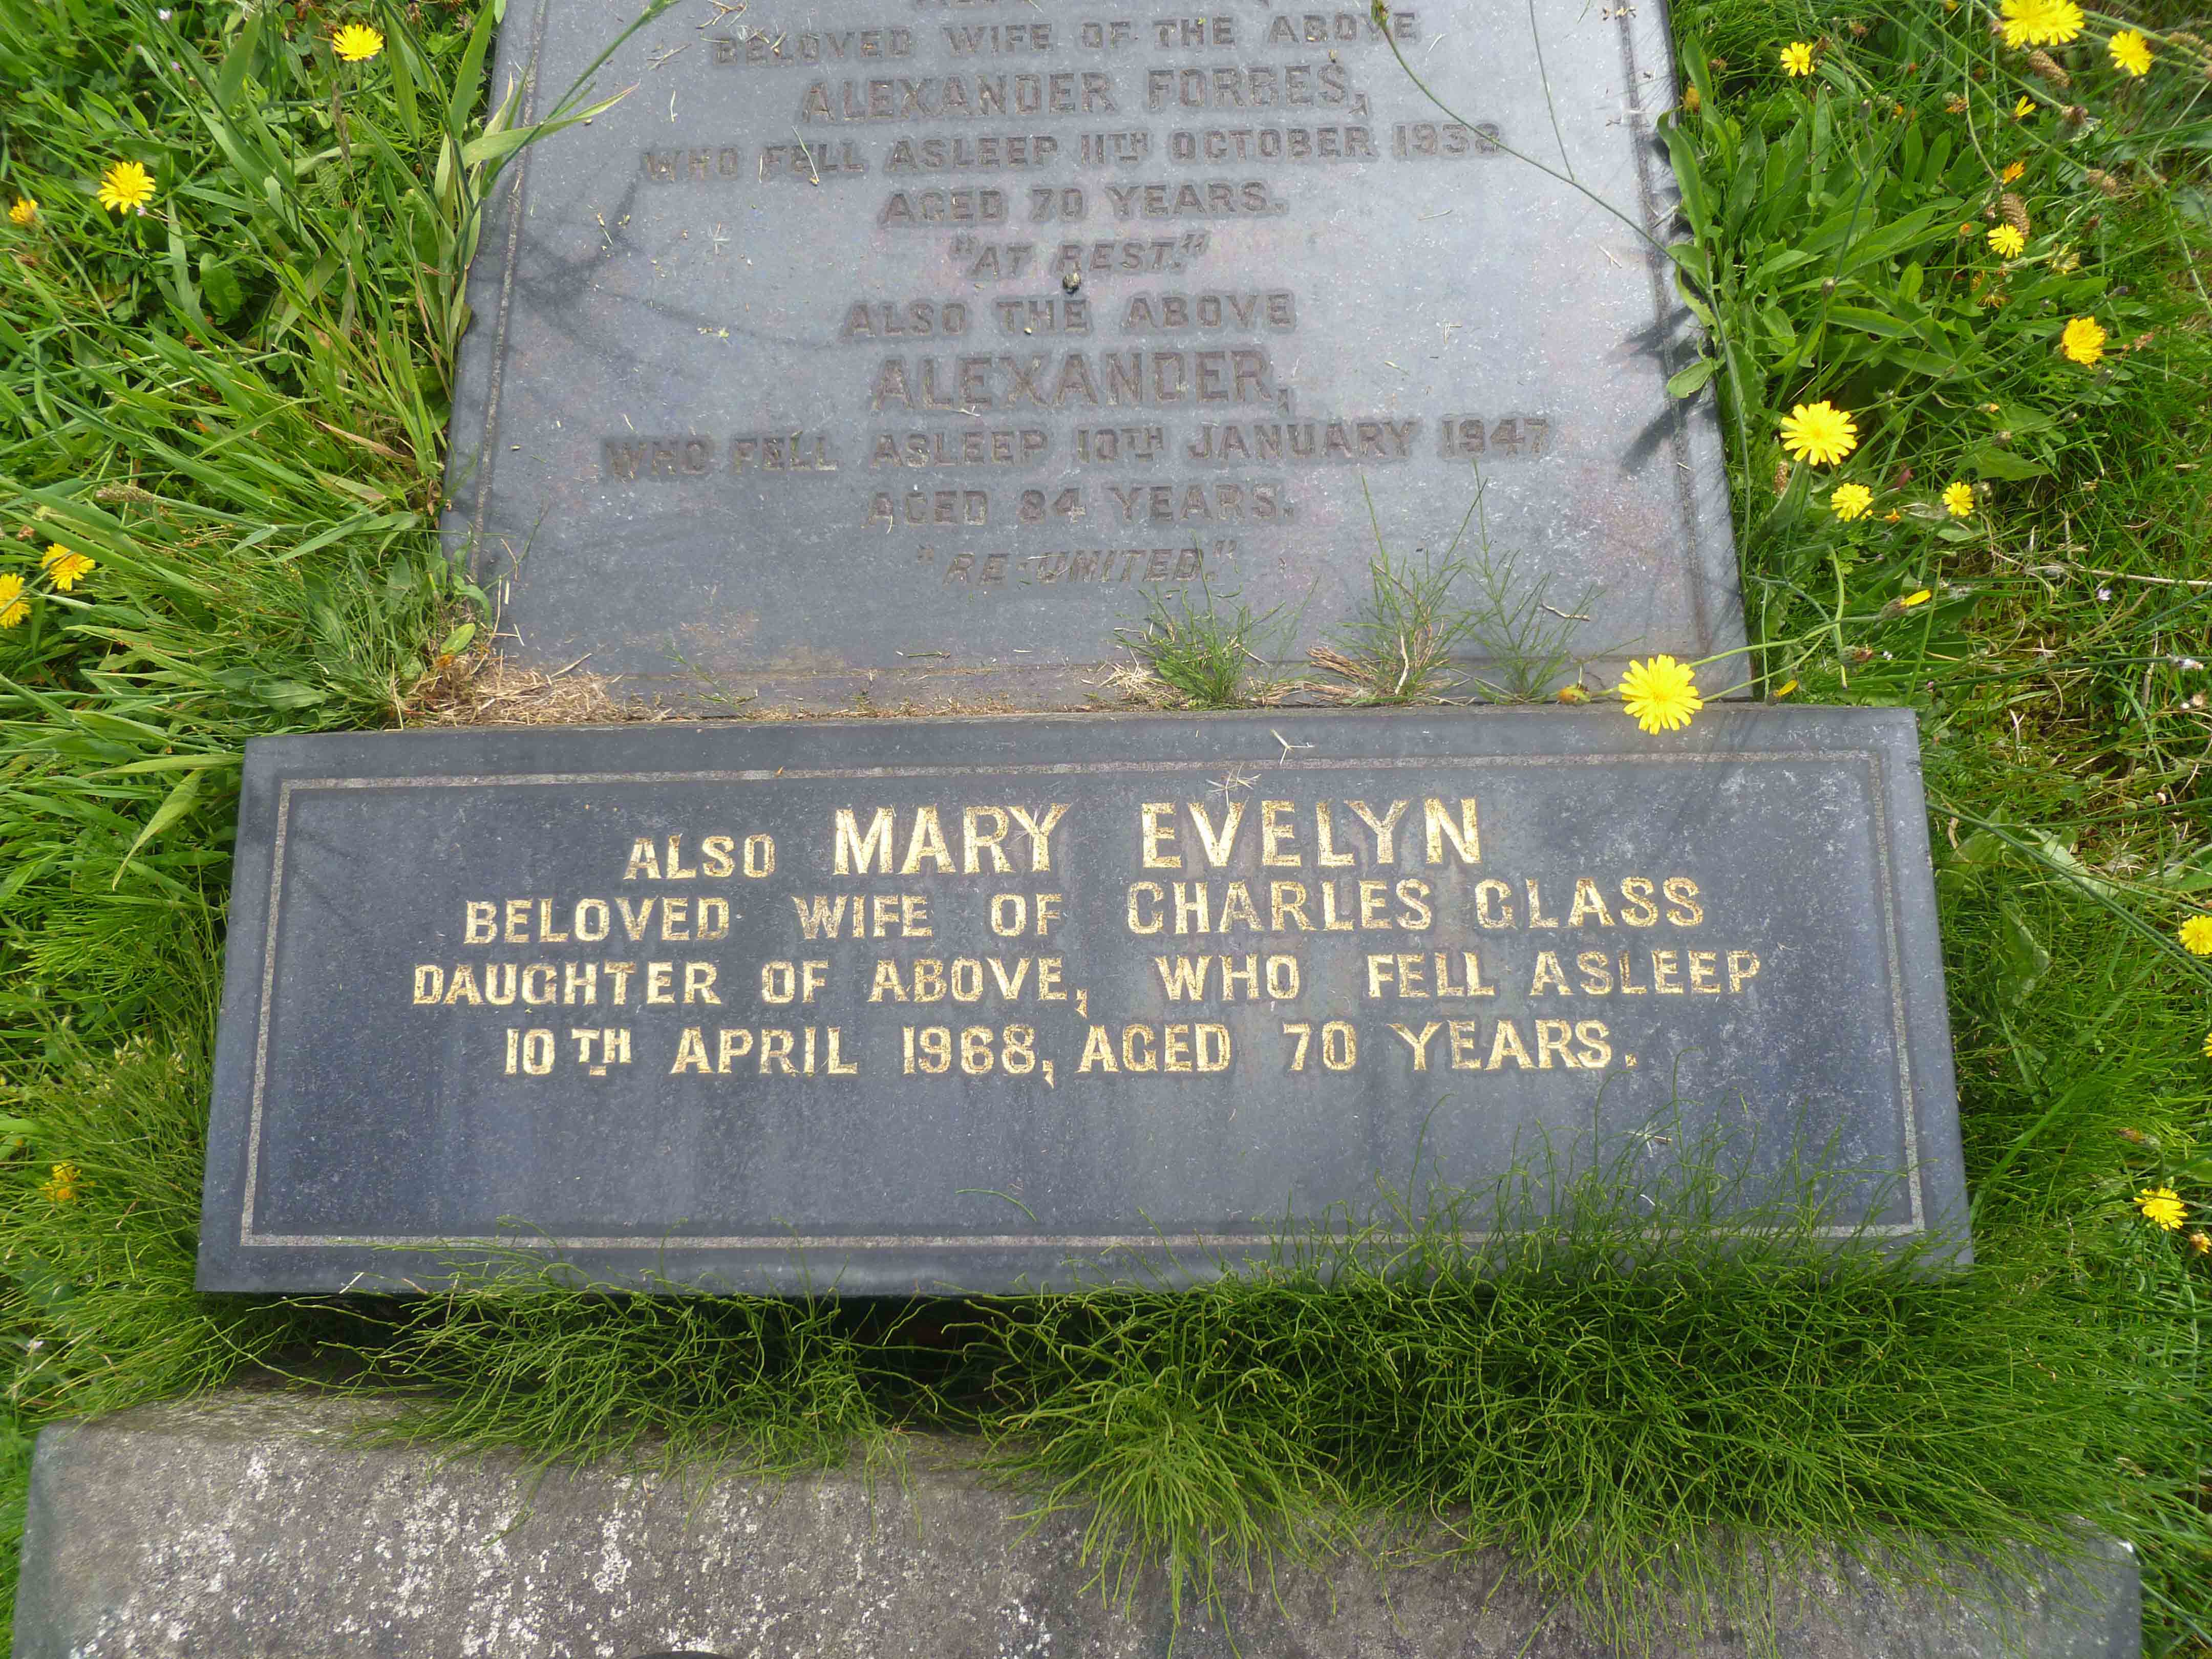 BELOVED WIFE OF THE ABOVE
ALEXANDER FORBES,
WHO FELL ASLEEP 11TH OCTOBER 1938
AGED 70 YEARS.
"AT REST."
ALSO THE ABOVE
ALEXANDER,
WHO FELL ASLEEP 10TH JANUARY 1947
AGED 84 YEARS.
"RE-UNITED."
ALSO MARY EVELYN
BELOVED WIFE OF CHARLES GLASS
DAUGHTER OF ABOVE, WHO FELL ASLEEP
10TH APRIL 1968, AGED 70 YEARS.